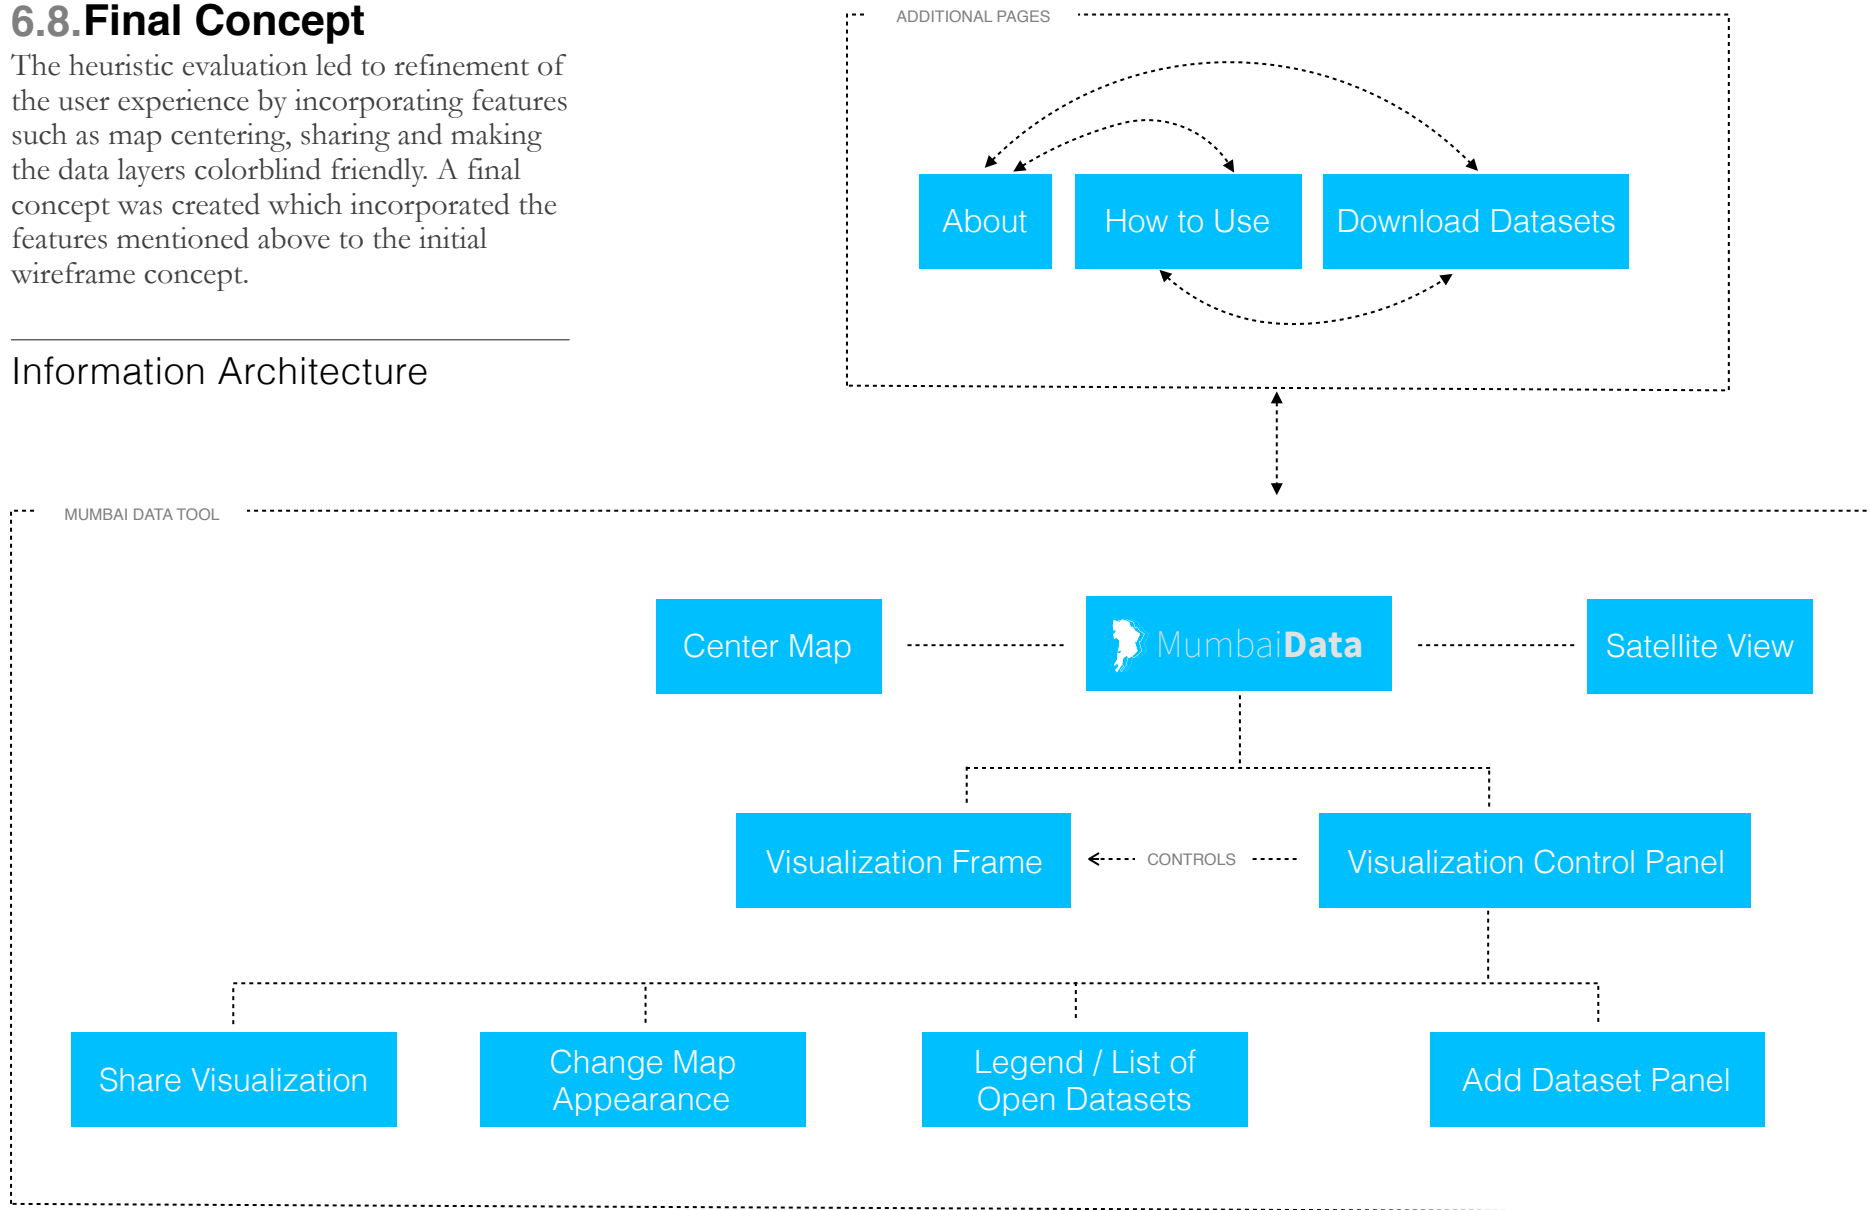 6.8.Final Concept
The heuristic evaluation led to refinement of
the user experience by incorporating features
such as map centering, sharing and making
the data layers colorblind friendly. A final
concept was created which incorporated the
features mentioned above to the initial
wireframe concept.
Information Architecture
ADDITIONAL PAGES
About
How to Use
Download Datasets
MUMBAI DATA TOOL
Center Map
MumbaiData
Satellite View
Visualization Frame
CONTROLS
Visualization Control Panel
Share Visualization
Change Map
Appearance
Legend / List of
Open Datasets
Add Dataset Panel